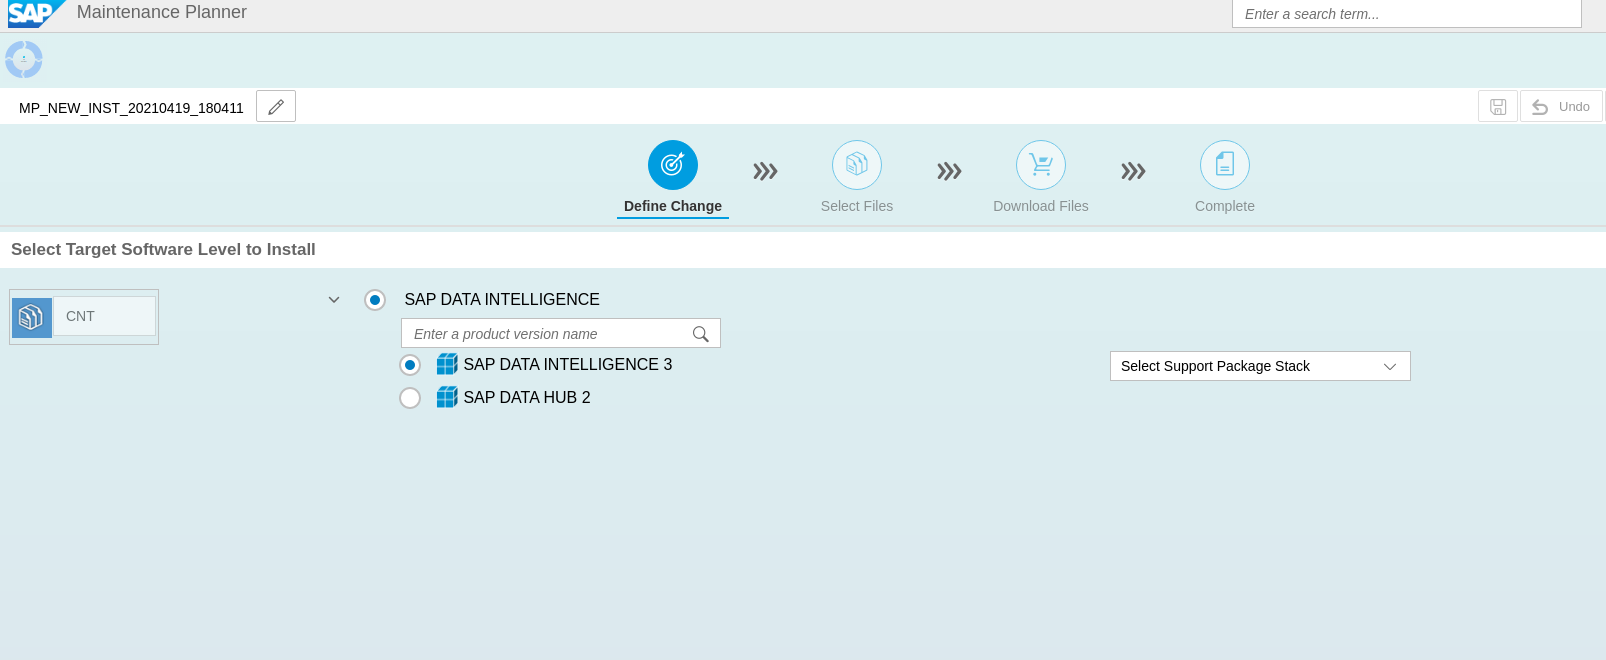 SAP Maintenance Planner
Enter a search term...
MP_NEW_INST_20210419_180411
Undo
Define Change
Select Files
Download Files
Complete
Select Target Software Level to Install
CNT
SAP DATA INTELLIGENCE
Enter a product version name
SAP DATA INTELLIGENCE 3
Select Support Package Stack
SAP DATA HUB 2